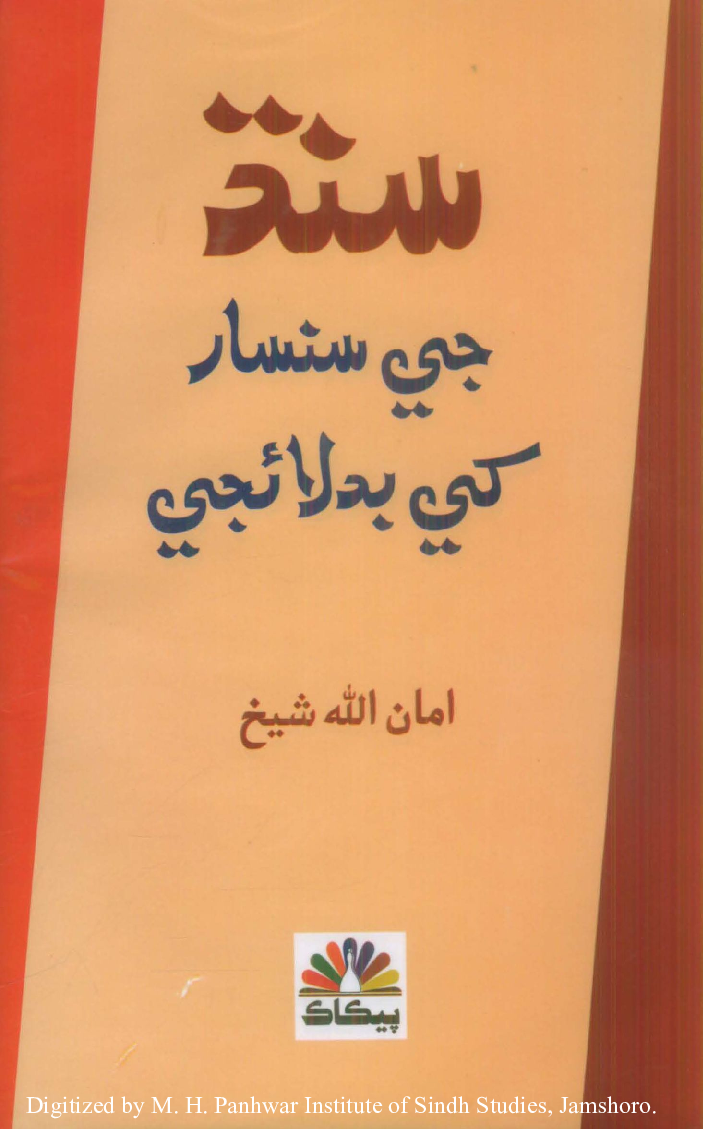 سنڌ
جي سنسار
کي بدلائجي
امان الله شيخ
پيڪاڪ
Digitized by M. H. Panhwar Institute of Sindh Studies, Jamshoro.